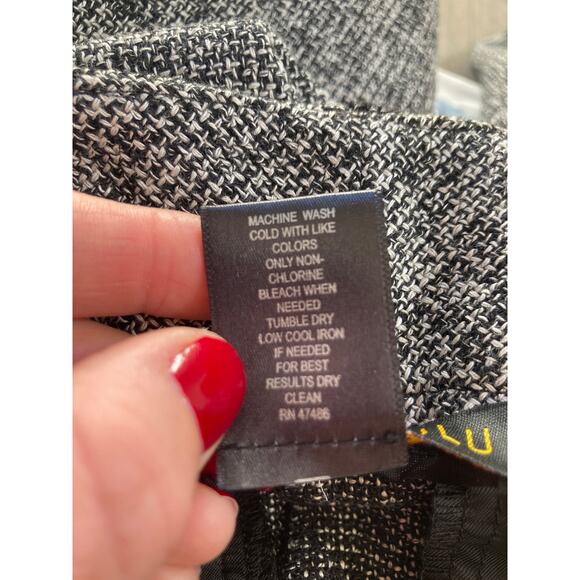 MACHINE WASH
COLD WITH LIKE
COLORS
ONLY NON-
CHLORINE
BLEACH WHEN
NEEDED
TUMBLE DRY
LOW COOL IRON
IF NEEDED
FOR BEST
RESULTS DRY
CLEAN
RN 47486